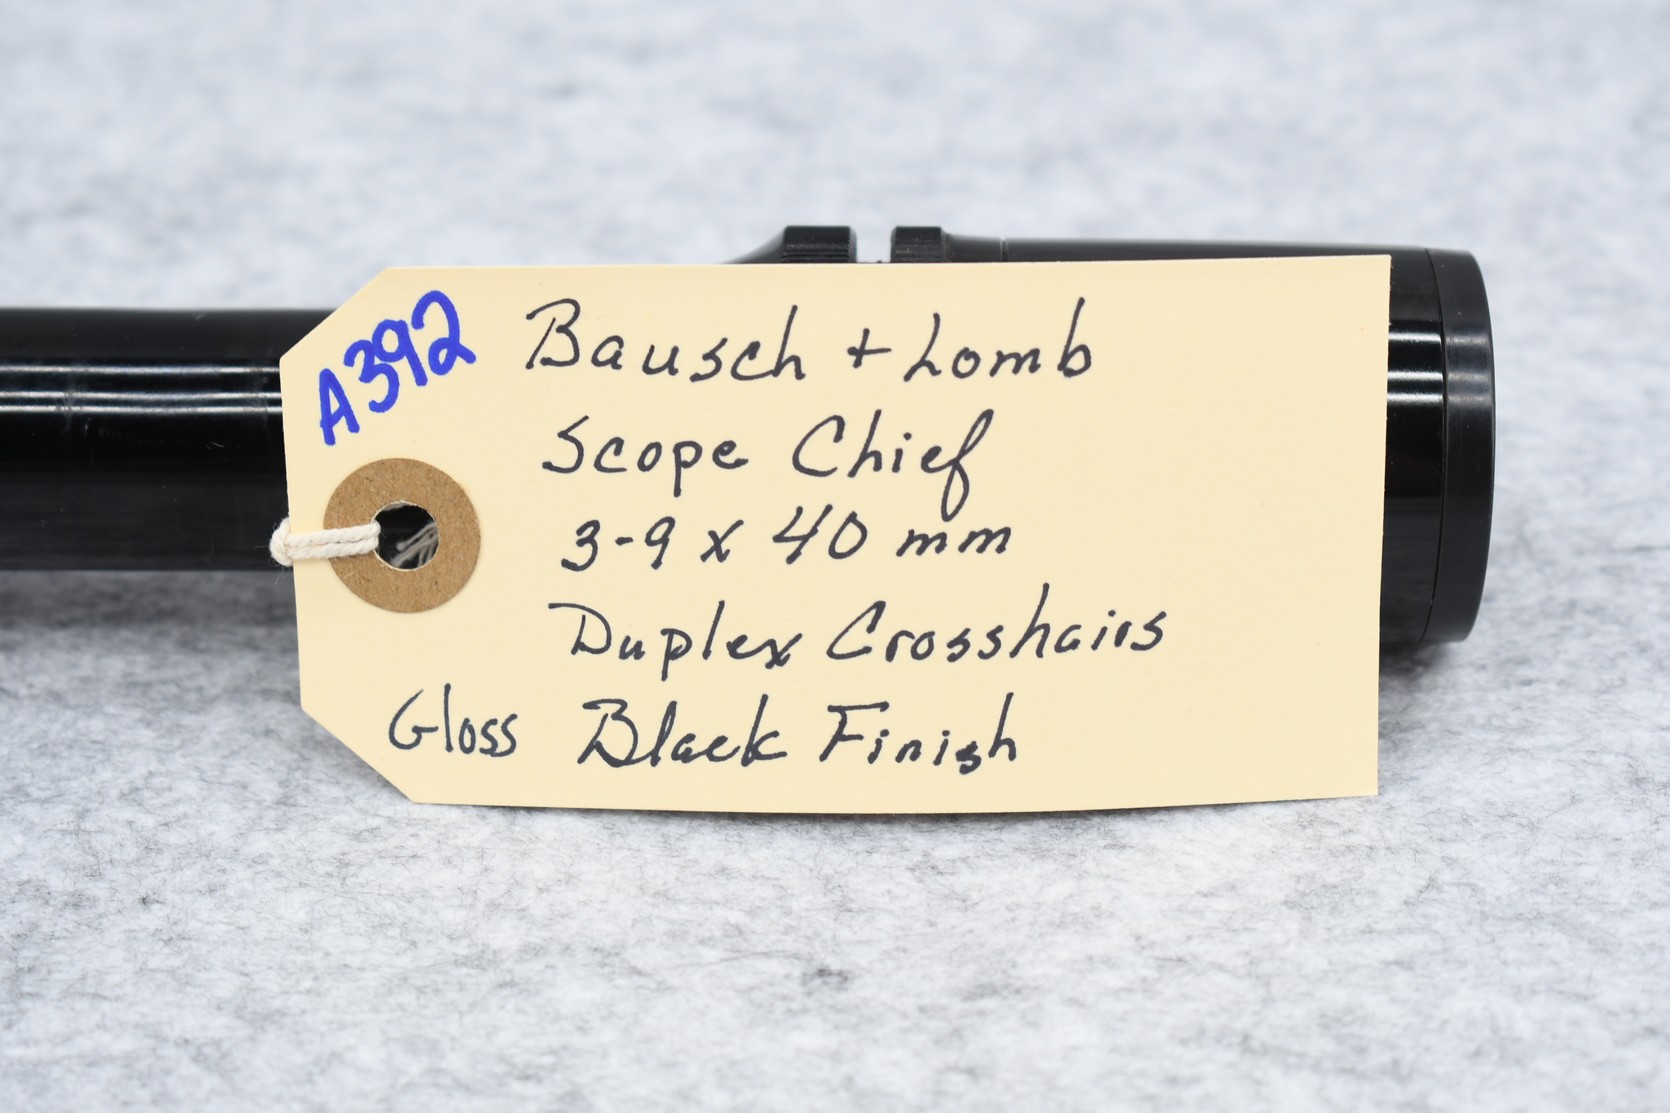 A392
Bausch + Lomb
Scope Chief
3-9 x 40 mm
Duplex Crosshairs
Gloss Black Finish